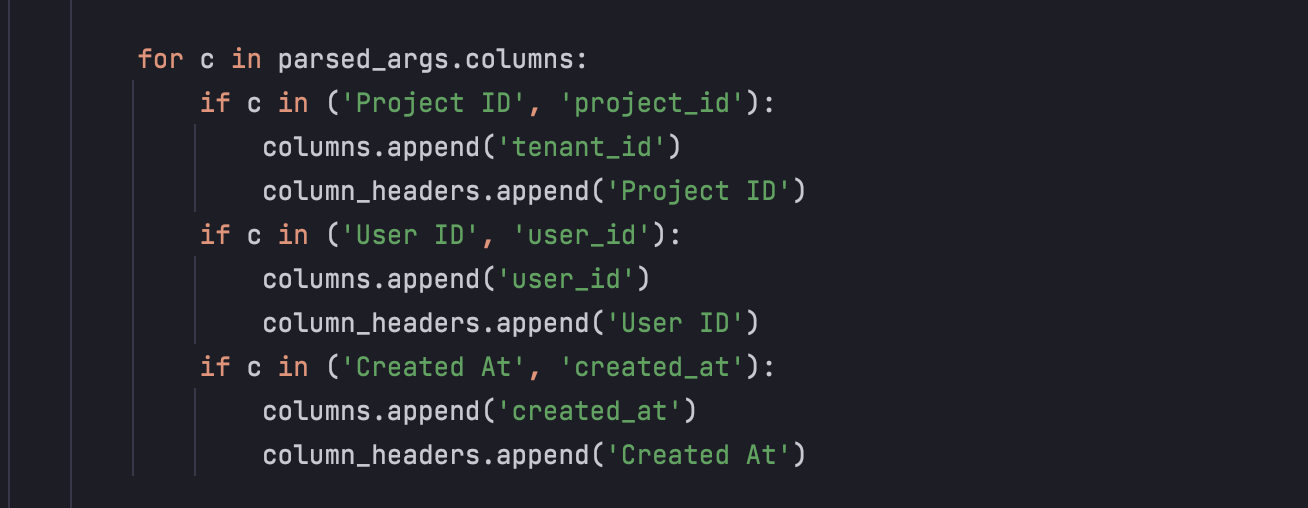 for c in parsed_args.columns:
    if c in ('Project ID', 'project_id'):
        columns.append('tenant_id')
        column_headers.append('Project ID')
    if c in ('User ID', 'user_id'):
        columns.append('user_id')
        column_headers.append('User ID')
    if c in ('Created At', 'created_at'):
        columns.append('created_at')
        column_headers.append('Created At')